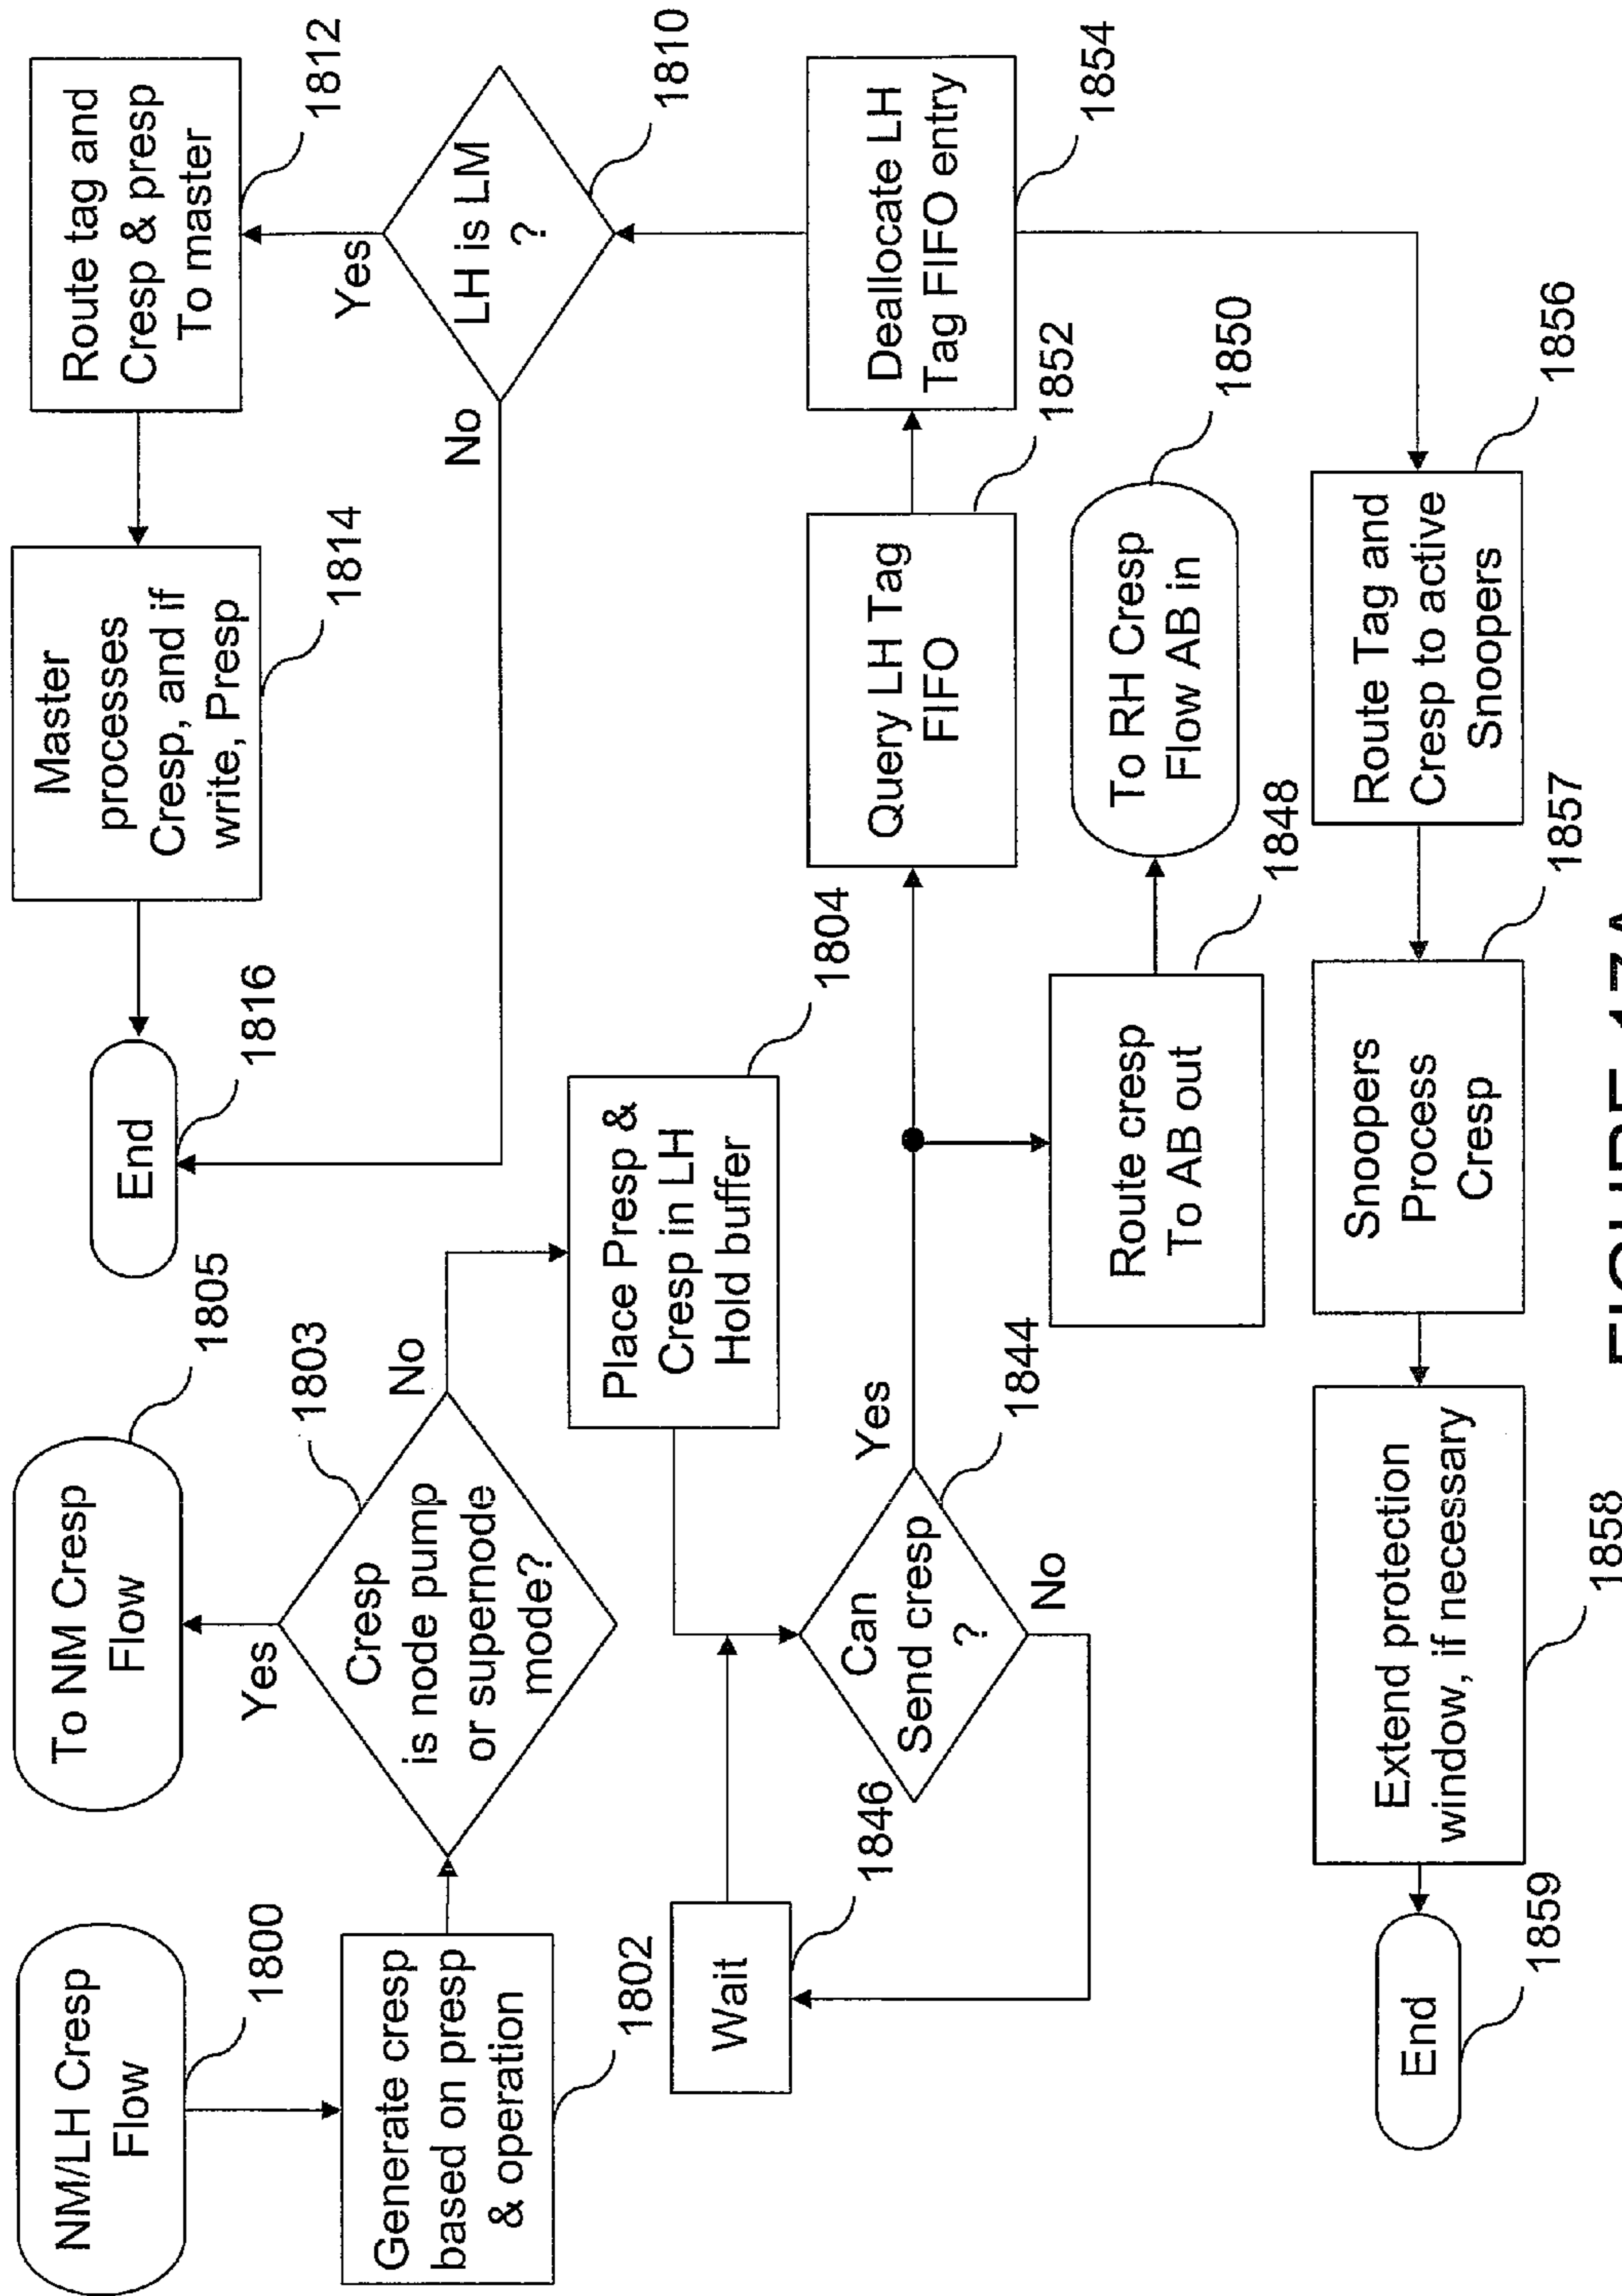 NM/LH Cresp
Flow
1800
Generate cresp
based on presp
& operation
1802
Cresp
is node pump
or supernode
mode?
1803
Yes
No
To NM Cresp
Flow
1805
Place Presp &
Cresp in LH
Hold buffer
1804
Can
Send cresp
?
1844
Yes
No
Wait
1846
Route cresp
To AB out
1848
To RH Cresp
Flow AB in
1850
Query LH Tag
FIFO
1852
Deallocate LH
Tag FIFO entry
1854
LH is LM
?
1810
Yes
No
Route tag and
Cresp & presp
To master
1812
Master
processes
Cresp, and if
write, Presp
1814
End
1816
Route Tag and
Cresp to active
Snoopers
1856
Snoopers
Process
Cresp
1857
Extend protection
window, if necessary
1858
End
1859
FIGURE 17A